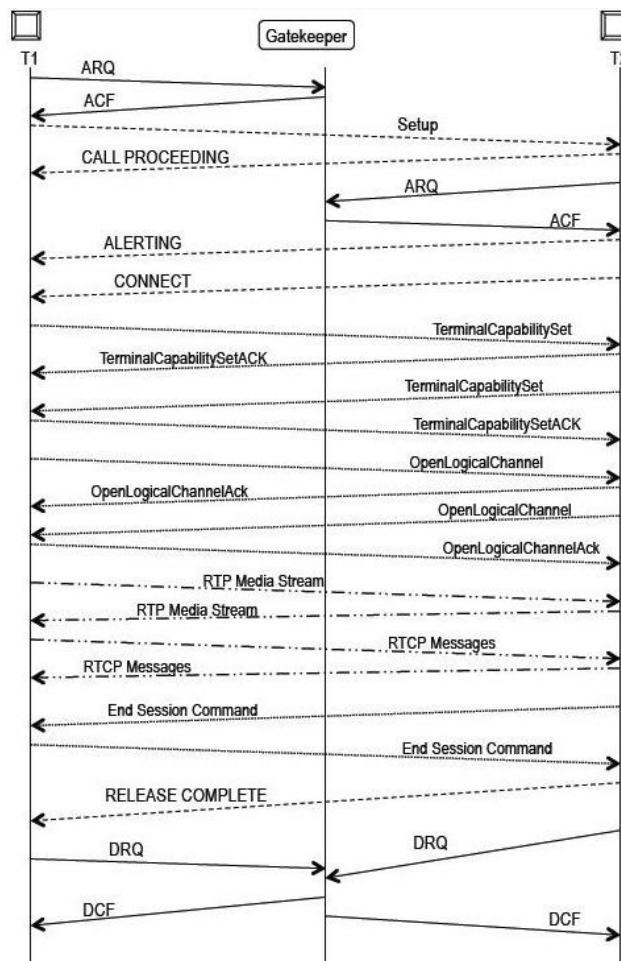 Gatekeeper
T1
T2
ARQ
ACF
Setup
CALL PROCEEDING
ARQ
ACF
ALERTING
CONNECT
TerminalCapabilitySet
TerminalCapabilitySetACK
TerminalCapabilitySet
TerminalCapabilitySetACK
OpenLogicalChannel
OpenLogicalChannelAck
OpenLogicalChannel
OpenLogicalChannelAck
RTP Media Stream
RTP Media Stream
RTCP Messages
RTCP Messages
End Session Command
End Session Command
RELEASE COMPLETE
DRQ
DRQ
DCF
DCF